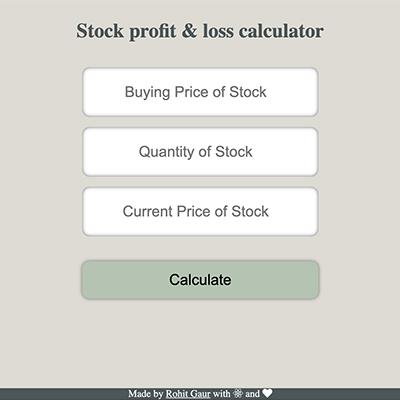 Stock profit & loss calculator
Buying Price of Stock
Quantity of Stock
Current Price of Stock
Calculate
Made by Rohit Gaur with ⚛ and ❤